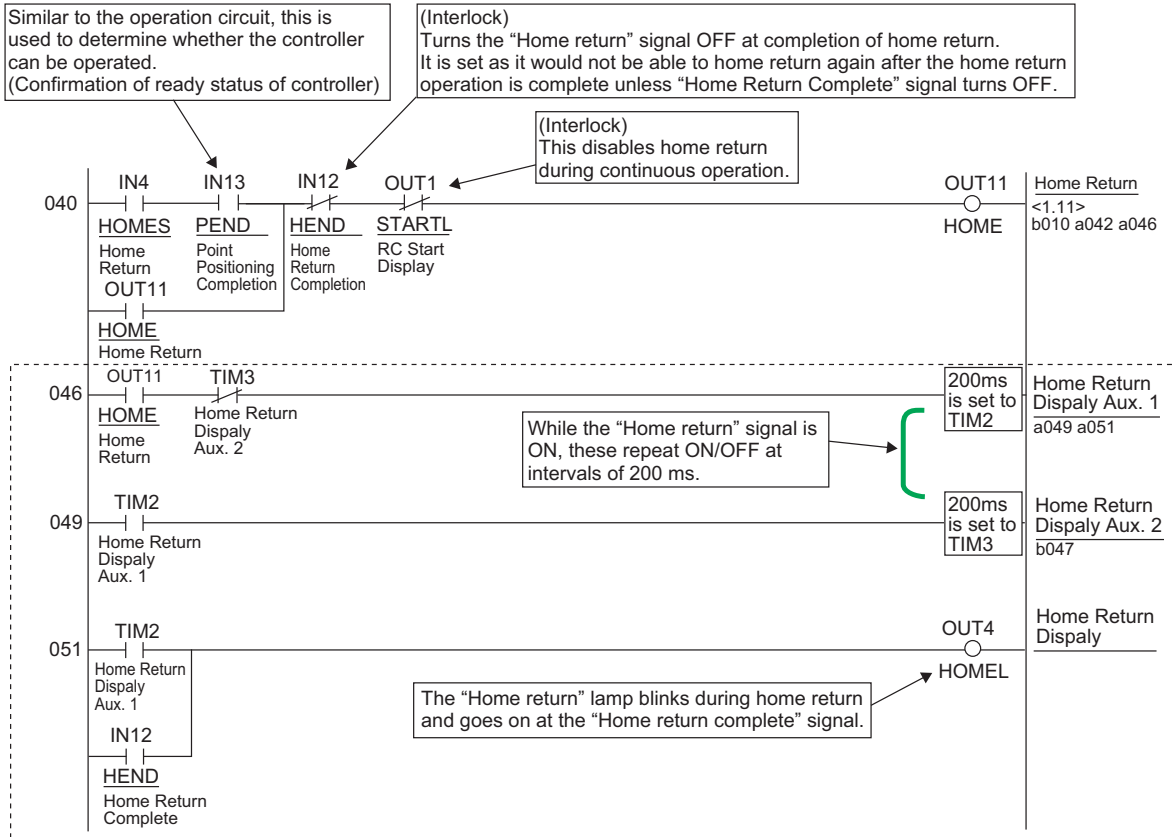 Similar to the operation circuit, this is
used to determine whether the controller
can be operated.
(Confirmation of ready status of controller)
(Interlock)
Turns the “Home return” signal OFF at completion of home return.
It is set as it would not be able to home return again after the home return
operation is complete unless “Home Return Complete” signal turns OFF.
(Interlock)
This disables home return
during continuous operation.
040
IN4
HOMES
Home
Return
IN13
PEND
Point
Positioning
Completion
IN12
HEND
Home
Return
Completion
OUT1
STARTL
RC Start
Display
OUT11
HOME
Home Return
<1.11>
b010 a042 a046
OUT11
HOME
Home Return
046
OUT11
HOME
Home
Return
TIM3
Home Return
Dispaly
Aux. 2
200ms
is set to
TIM2
Home Return
Dispaly Aux. 1
a049 a051
While the “Home return” signal is
ON, these repeat ON/OFF at
intervals of 200 ms.
049
TIM2
Home Return
Dispaly
Aux. 1
200ms
is set to
TIM3
Home Return
Dispaly Aux. 2
b047
051
TIM2
Home Return
Dispaly
Aux. 1
OUT4
HOMEL
Home Return
Dispaly
The “Home return” lamp blinks during home return
and goes on at the “Home return complete” signal.
IN12
HEND
Home Return
Complete